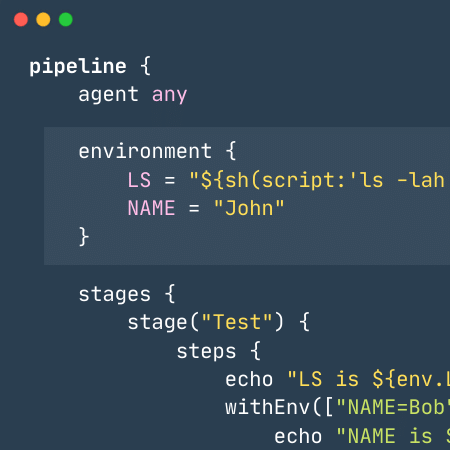 pipeline {
    agent any
    environment {
        LS = "${sh(script:'ls -lah
        NAME = "John"
    }
    stages {
        stage("Test") {
            steps {
                echo "LS is ${env.L
                withEnv(["NAME=Bob"
                    echo "NAME is $